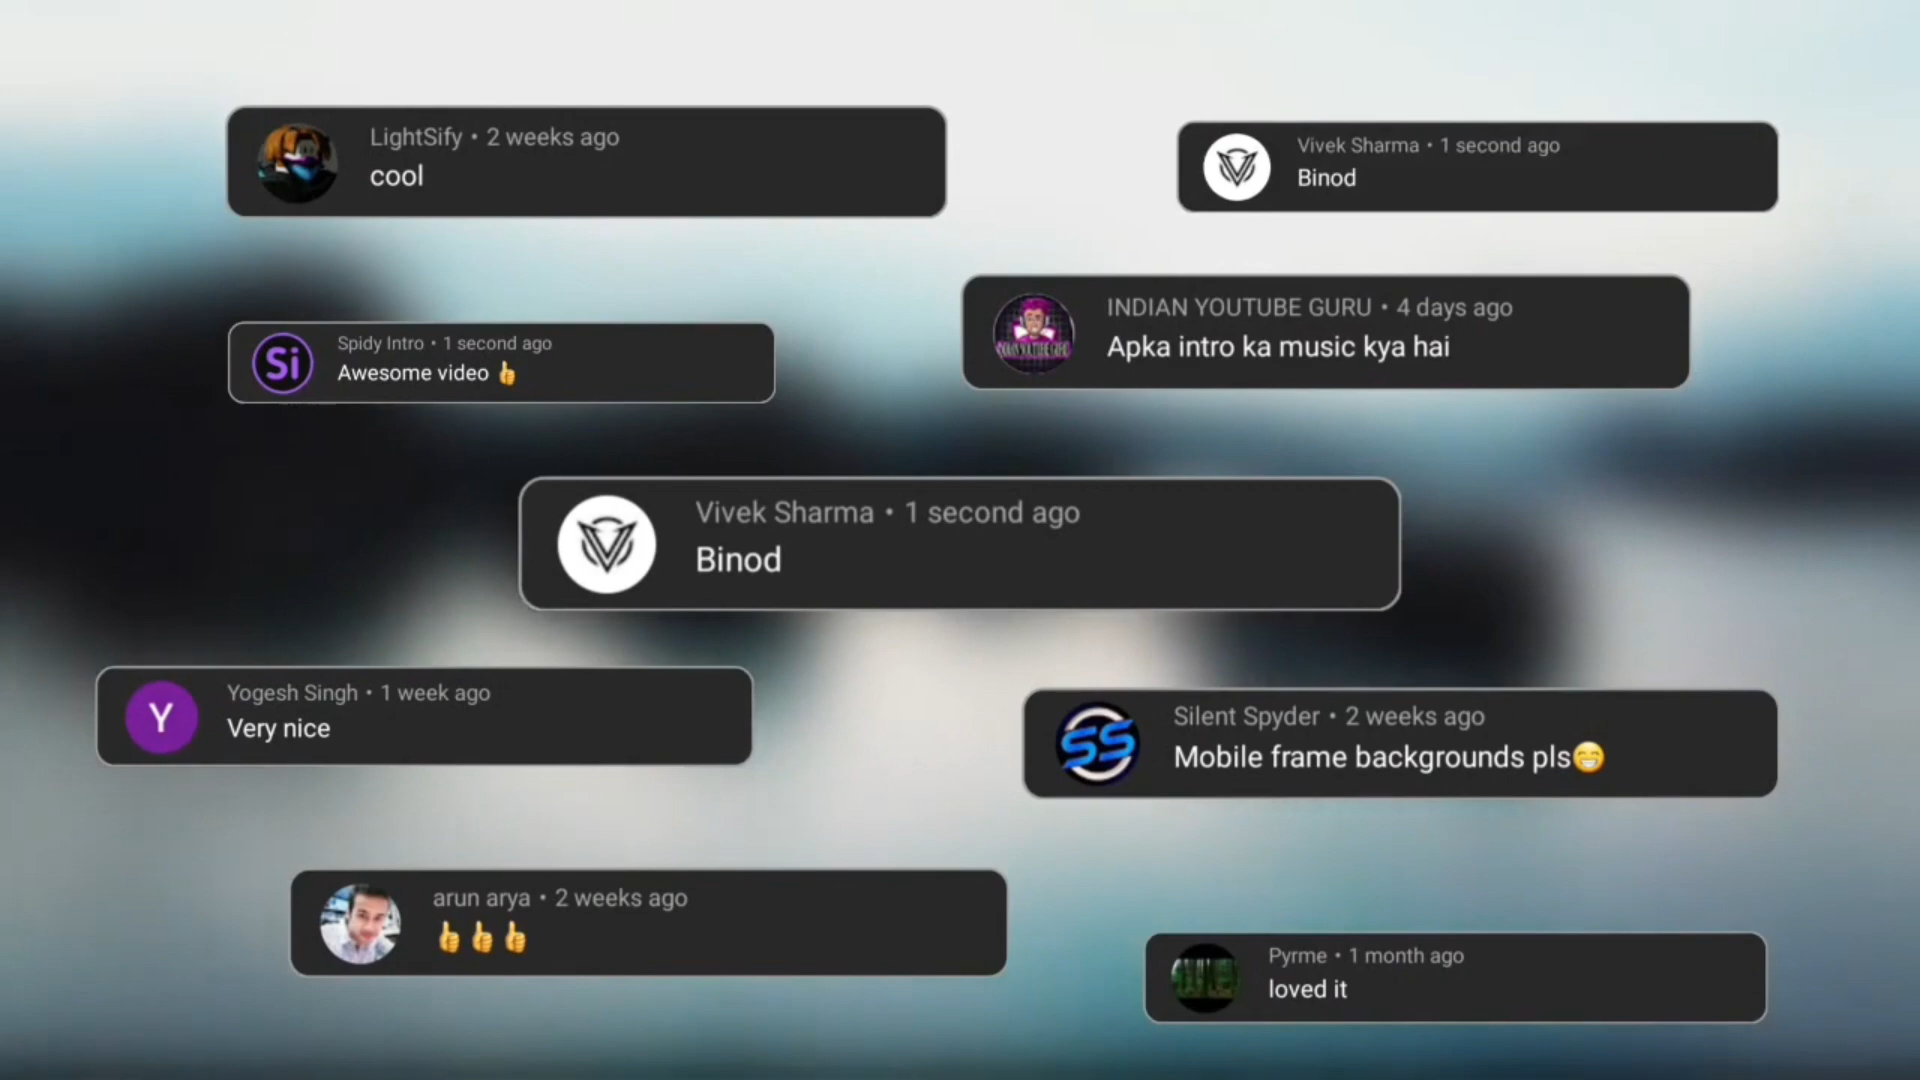 LightSify • 2 weeks ago
cool
Vivek Sharma • 1 second ago
Binod
INDIAN YOUTUBE GURU • 4 days ago
Apka intro ka music kya hai
Si
Spidy Intro • 1 second ago
Awesome video 👍
Vivek Sharma • 1 second ago
Binod
Y
Yogesh Singh • 1 week ago
Very nice
SS
Silent Spyder • 2 weeks ago
Mobile frame backgrounds pls😁
arun arya • 2 weeks ago
👍👍👍
Pyrme • 1 month ago
loved it